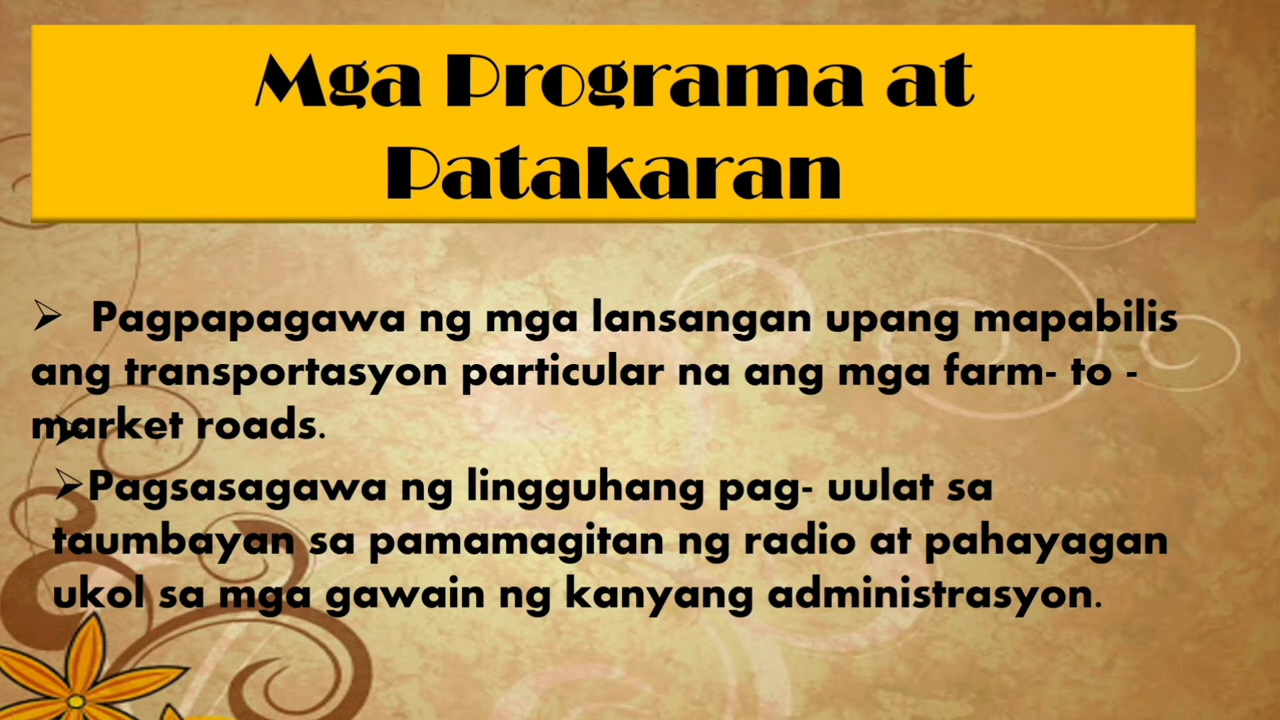 Mga Programa at
Patakaran
➢ Pagpapagawa ng mga lansangan upang mapabilis
ang transportasyon particular na ang mga farm- to -
market roads.
➢Pagsasagawa ng lingguhang pag- uulat sa
taumbayan sa pamamagitan ng radio at pahayagan
ukol sa mga gawain ng kanyang administrasyon.